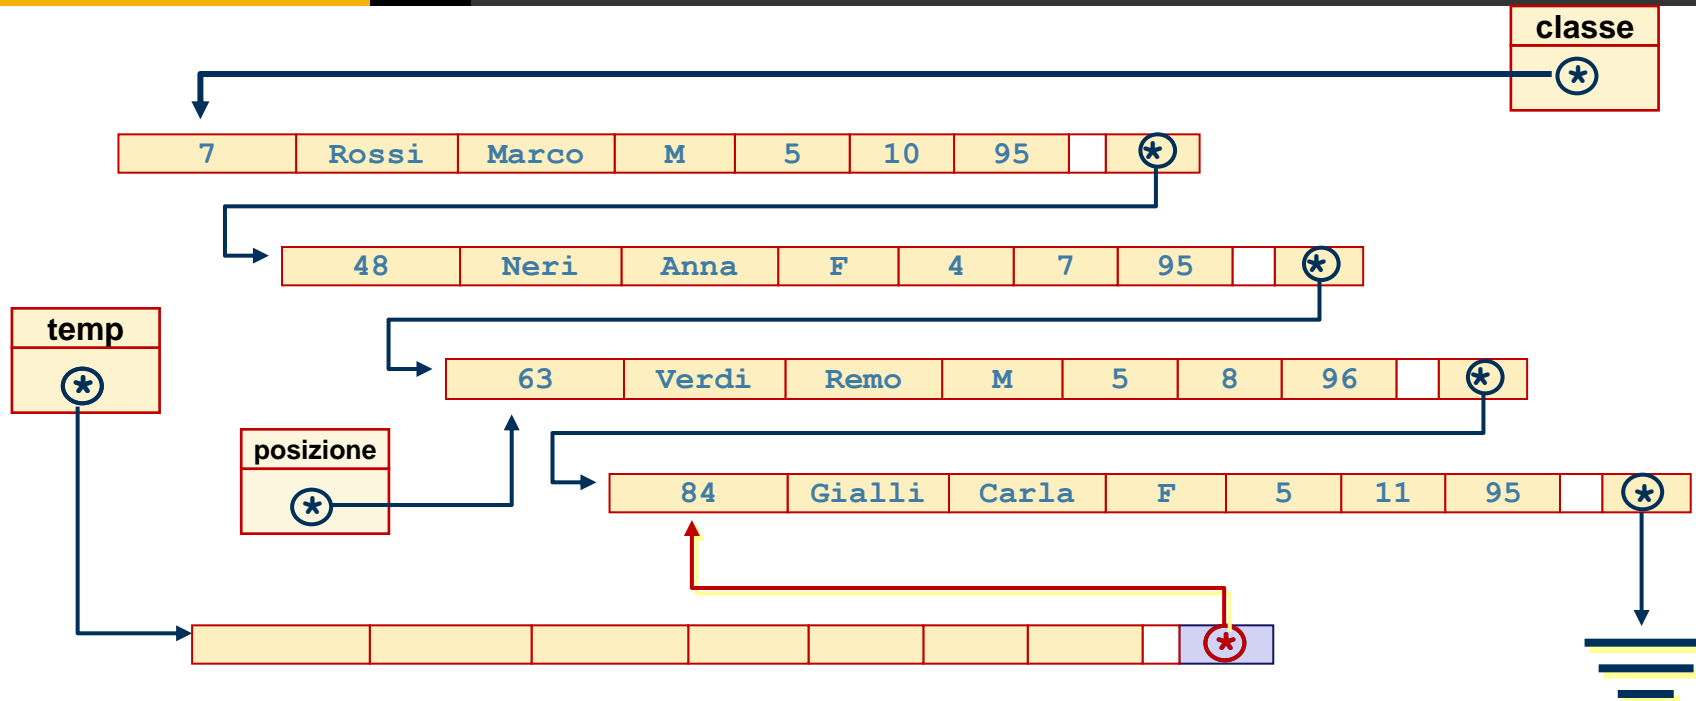 classe
*
7 Rossi Marco M 5 10 95 *
48 Neri Anna F 4 7 95 *
temp
*
63 Verdi Remo M 5 8 96 *
posizione
*
84 Gialli Carla F 5 11 95 *
*